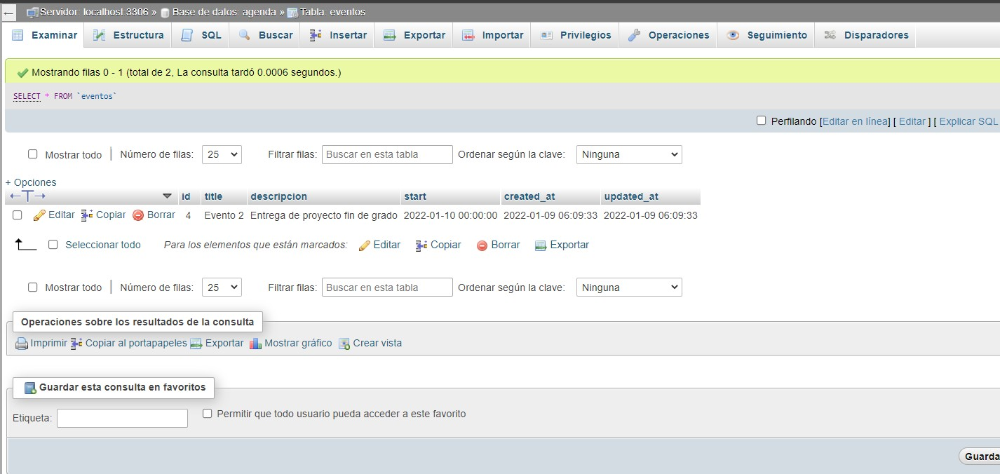 Servidor: localhost:3306 » Base de datos: agenda » Tabla: eventos
Examinar Estructura SQL Buscar Insertar Exportar Importar Privilegios Operaciones Seguimiento Disparadores
Mostrando filas 0 - 1 (total de 2, La consulta tardó 0.0006 segundos.)
SELECT * FROM `eventos`
Perfilando [Editar en línea] [ Editar ] [ Explicar SQL
Mostrar todo Número de filas: 25 Filtrar filas: Buscar en esta tabla Ordenar según la clave: Ninguna
+ Opciones
←T→ id title descripcion start created_at updated_at
Editar Copiar Borrar 4 Evento 2 Entrega de proyecto fin de grado 2022-01-10 00:00:00 2022-01-09 06:09:33 2022-01-09 06:09:33
Seleccionar todo Para los elementos que están marcados: Editar Copiar Borrar Exportar
Mostrar todo Número de filas: 25 Filtrar filas: Buscar en esta tabla Ordenar según la clave: Ninguna
Operaciones sobre los resultados de la consulta
Imprimir Copiar al portapapeles Exportar Mostrar gráfico Crear vista
Guardar esta consulta en favoritos
Etiqueta: Permitir que todo usuario pueda acceder a este favorito
Guarda